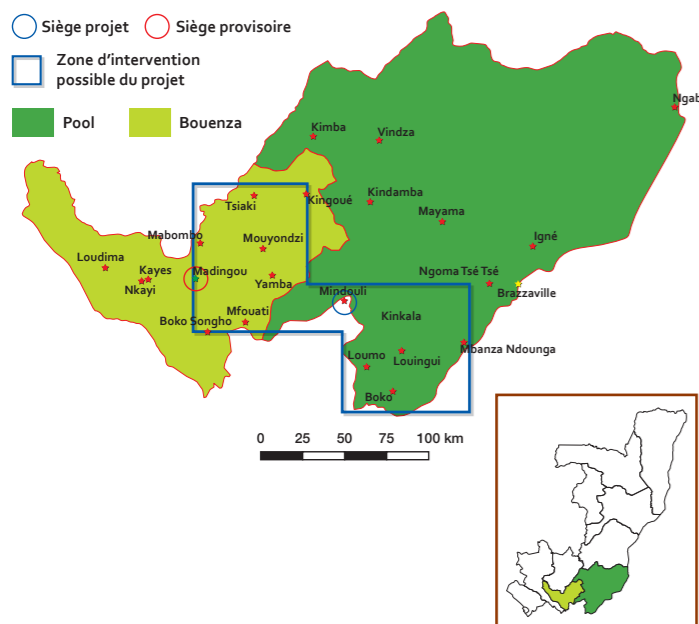 Siège projet
Siège provisoire
Zone d'intervention
possible du projet
Pool
Bouenza
Ngab
Kimba
Vindza
Kingoué
Kindamba
Tsiaki
Mayama
Mabombo
Mouyondzi
Igné
Loudima
Kayes
Madingou
Nkayi
Yamba
Ngoma Tsé Tsé
Brazzaville
Mindouli
Boko Songho
Mfouati
Kinkala
Mbanza Ndounga
Loumo
Louingui
Boko
0 25 50 75 100 km